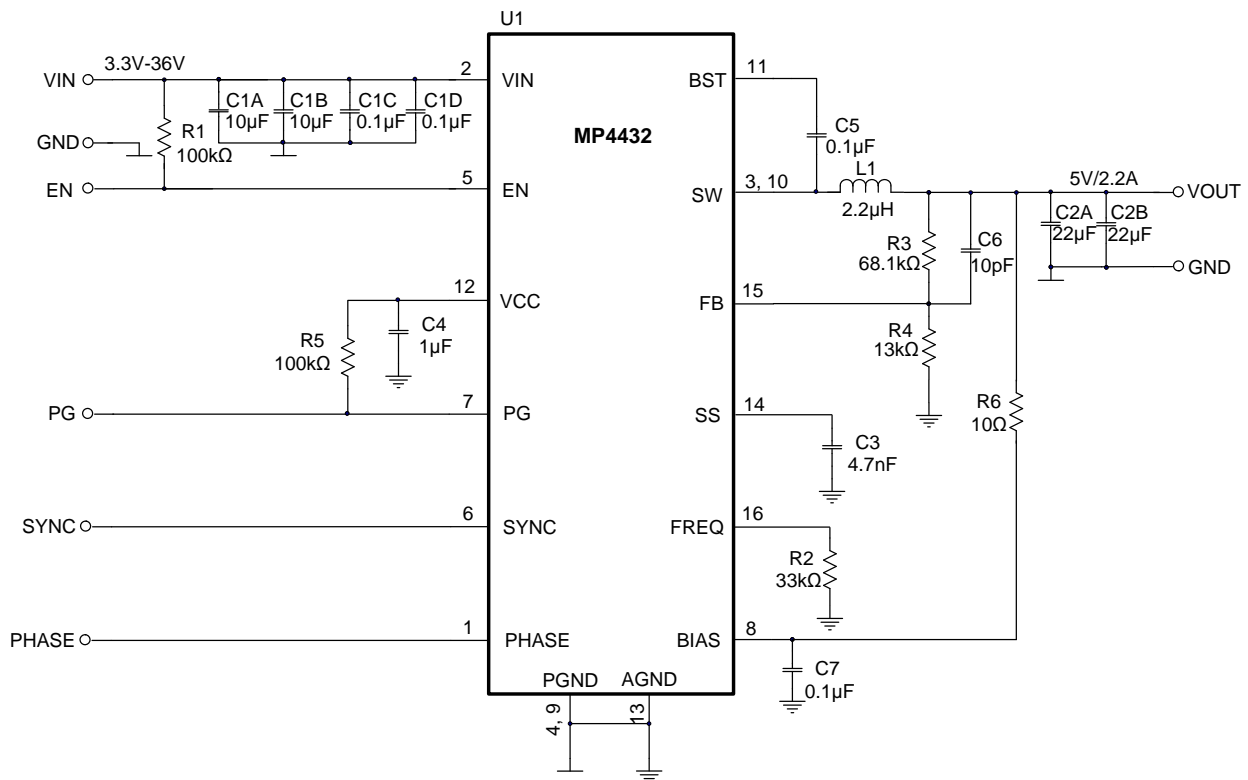 U1
3.3V-36V
VIN
2
VIN
BST
11
C1A
10µF
C1B
10µF
C1C
0.1µF
C1D
0.1µF
MP4432
C5
0.1µF
GND
R1
100kΩ
EN
5
EN
SW
3, 10
L1
2.2µH
5V/2.2A
VOUT
C2A
22µF
C2B
22µF
R3
68.1kΩ
C6
10pF
GND
12
VCC
FB
15
R5
100kΩ
C4
1µF
R4
13kΩ
PG
7
PG
SS
14
R6
10Ω
C3
4.7nF
SYNC
6
SYNC
FREQ
16
R2
33kΩ
PHASE
1
PHASE
BIAS
8
C7
0.1µF
PGND
AGND
4, 9
13